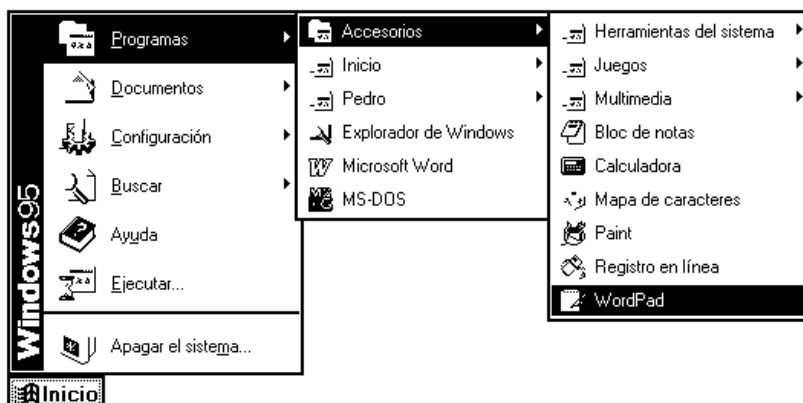 Programas
Documentos
Configuración
Buscar
Ayuda
Ejecutar...
Apagar el sistema...
Windows95
Inicio
Accesorios
Inicio
Pedro
Explorador de Windows
Microsoft Word
MS-DOS
Herramientas del sistema
Juegos
Multimedia
Bloc de notas
Calculadora
Mapa de caracteres
Paint
Registro en línea
WordPad